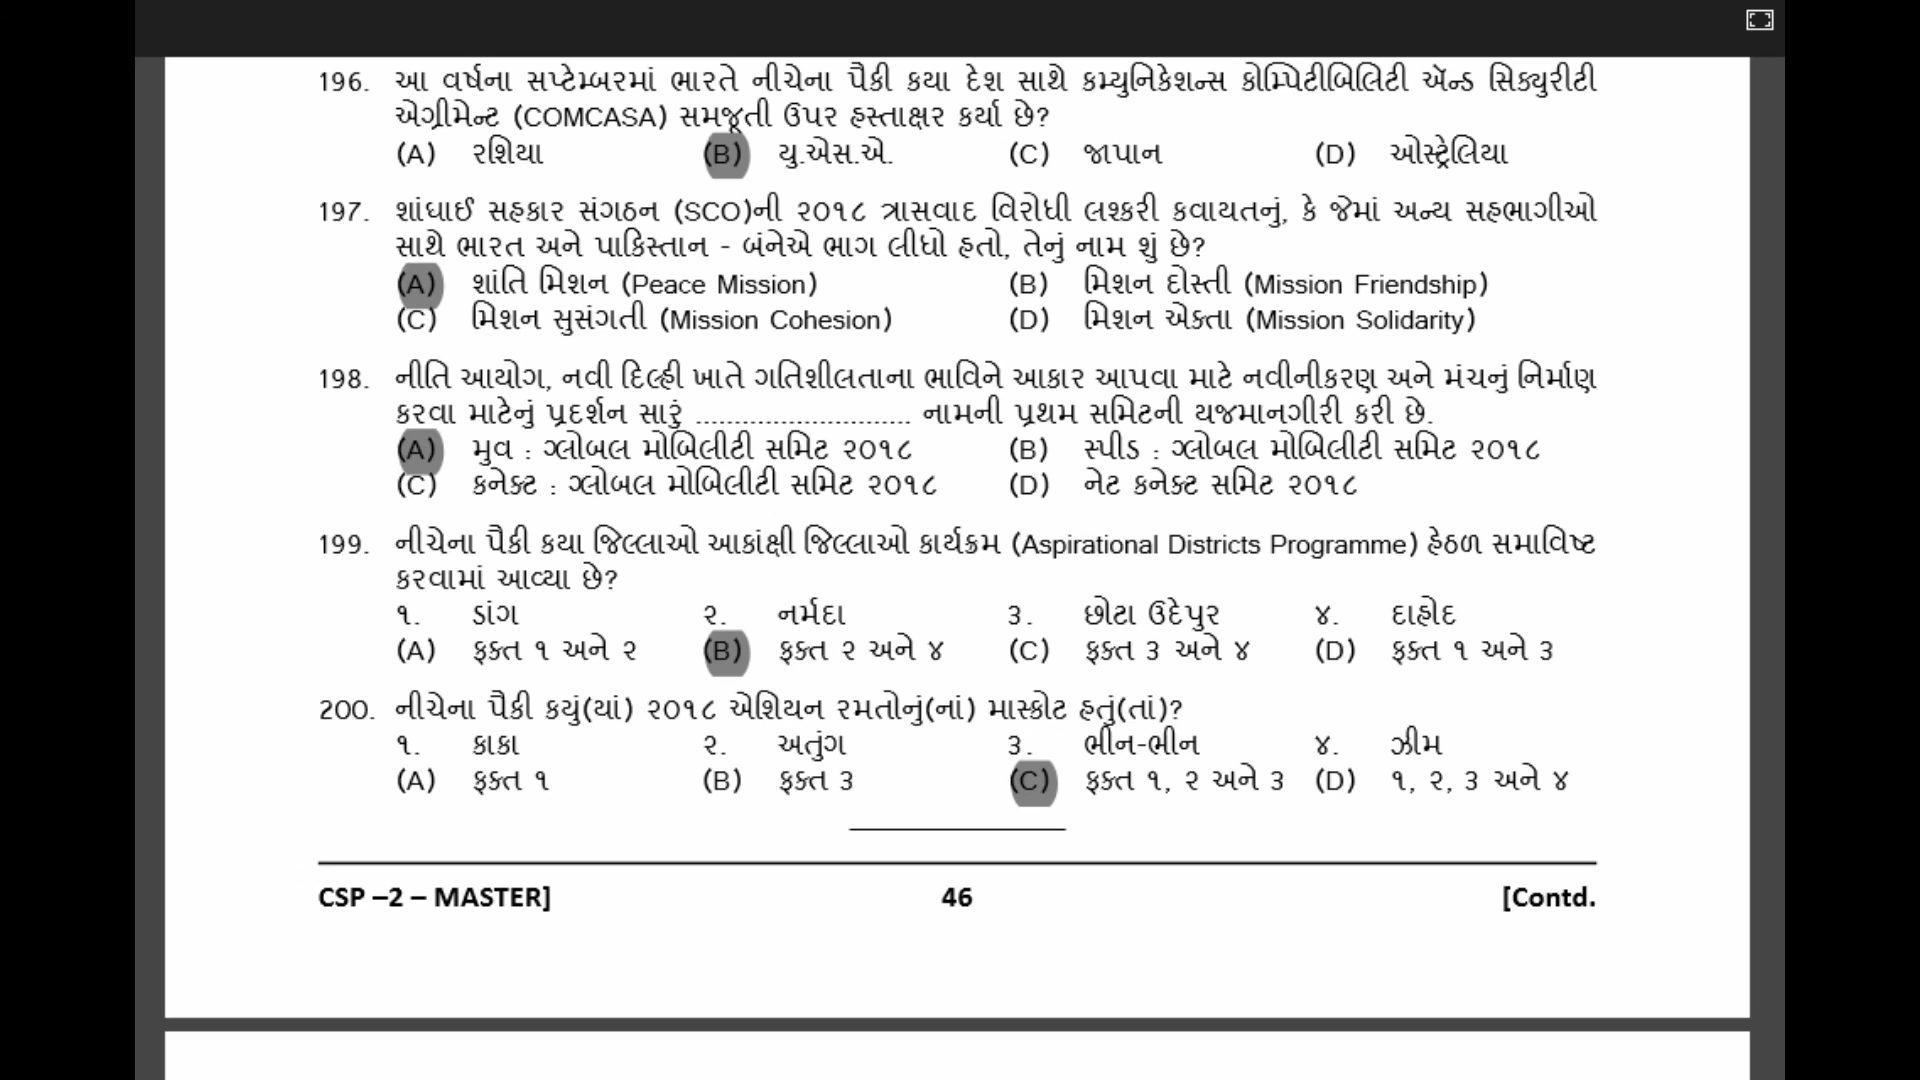 196. આ વર્ષના સપ્ટેમ્બરમાં ભારતે નીચેના પૈકી કયા દેશ સાથે કમ્યુનિકેશન્સ કોમ્પિટીબિલિટી ઍન્ડ સિક્યુરીટી
એગ્રીમેન્ટ (COMCASA) સમજૂતી ઉપર હસ્તાક્ષર કર્યા છે?
(A) રશિયા (B) યુ.એસ.એ. (C) જાપાન (D) ઓસ્ટ્રેલિયા
197. શાંઘાઈ સહકાર સંગઠન (SCO)ની ૨૦૧૮ ત્રાસવાદ વિરોધી લશ્કરી કવાયતનું, કે જેમાં અન્ય સહભાગીઓ
સાથે ભારત અને પાકિસ્તાન - બંનેએ ભાગ લીધો હતો, તેનું નામ શું છે?
(A) શાંતિ મિશન (Peace Mission) (B) મિશન દોસ્તી (Mission Friendship)
(C) મિશન સુસંગતી (Mission Cohesion) (D) મિશન એક્તા (Mission Solidarity)
198. નીતિ આયોગ, નવી દિલ્હી ખાતે ગતિશીલતાના ભાવિને આકાર આપવા માટે નવીનીકરણ અને મંચનું નિર્માણ
કરવા માટેનું પ્રદર્શન સારું .......................... નામની પ્રથમ સમિટની યજમાનગીરી કરી છે.
(A) મુવ : ગ્લોબલ મોબિલીટી સમિટ ૨૦૧૮ (B) સ્પીડ : ગ્લોબલ મોબિલીટી સમિટ ૨૦૧૮
(C) કનેક્ટ : ગ્લોબલ મોબિલીટી સમિટ ૨૦૧૮ (D) નેટ કનેક્ટ સમિટ ૨૦૧૮
199. નીચેના પૈકી કયા જિલ્લાઓ આકાંક્ષી જિલ્લાઓ કાર્યક્રમ (Aspirational Districts Programme) હેઠળ સમાવિષ્ટ
કરવામાં આવ્યા છે?
૧. ડાંગ ૨. નર્મદા ૩. છોટા ઉદેપુર ૪. દાહોદ
(A) ફક્ત ૧ અને ૨ (B) ફક્ત ૨ અને ૪ (C) ફક્ત ૩ અને ૪ (D) ફક્ત ૧ અને ૩
200. નીચેના પૈકી કયું(યાં) ૨૦૧૮ એશિયન રમતોનું(નાં) માસ્કોટ હતું(તાં)?
૧. કાકા ૨. અતુંગ ૩. ભીન-ભીન ૪. ઝીમ
(A) ફક્ત ૧ (B) ફક્ત ૩ (C) ફક્ત ૧, ૨ અને ૩ (D) ૧, ૨, ૩ અને ૪
CSP –2 – MASTER] 46 [Contd.